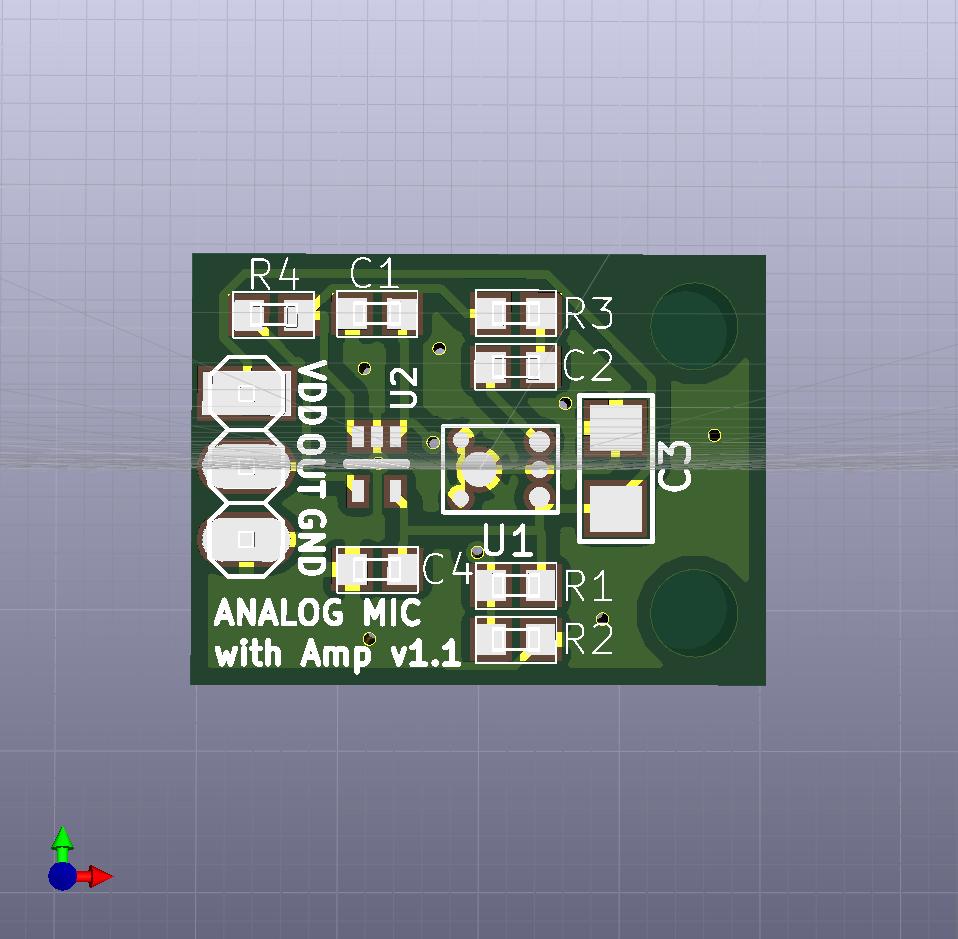 R4
C1
R3
C2
U2
VDD
OUT
GND
C3
U1
C4
R1
R2
ANALOG MIC
with Amp v1.1